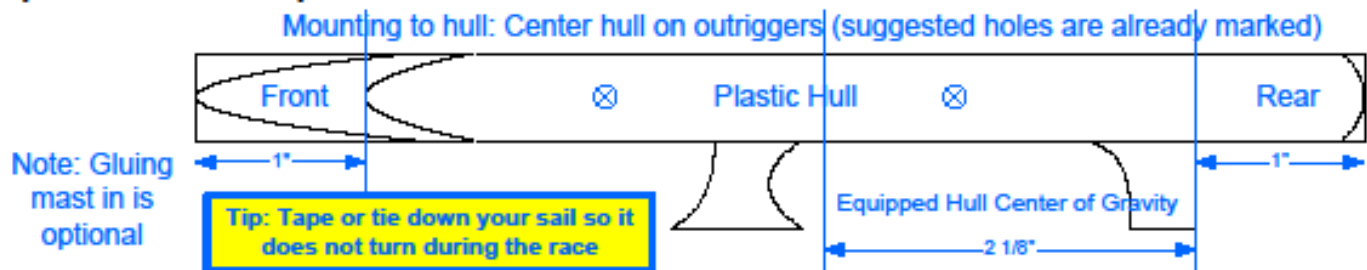 Mounting to hull: Center hull on outriggers (suggested holes are already marked)
Front
Plastic Hull
Rear
Note: Gluing
mast in is
optional
1"
1"
Tip: Tape or tie down your sail so it
does not turn during the race
Equipped Hull Center of Gravity
2 1/8"